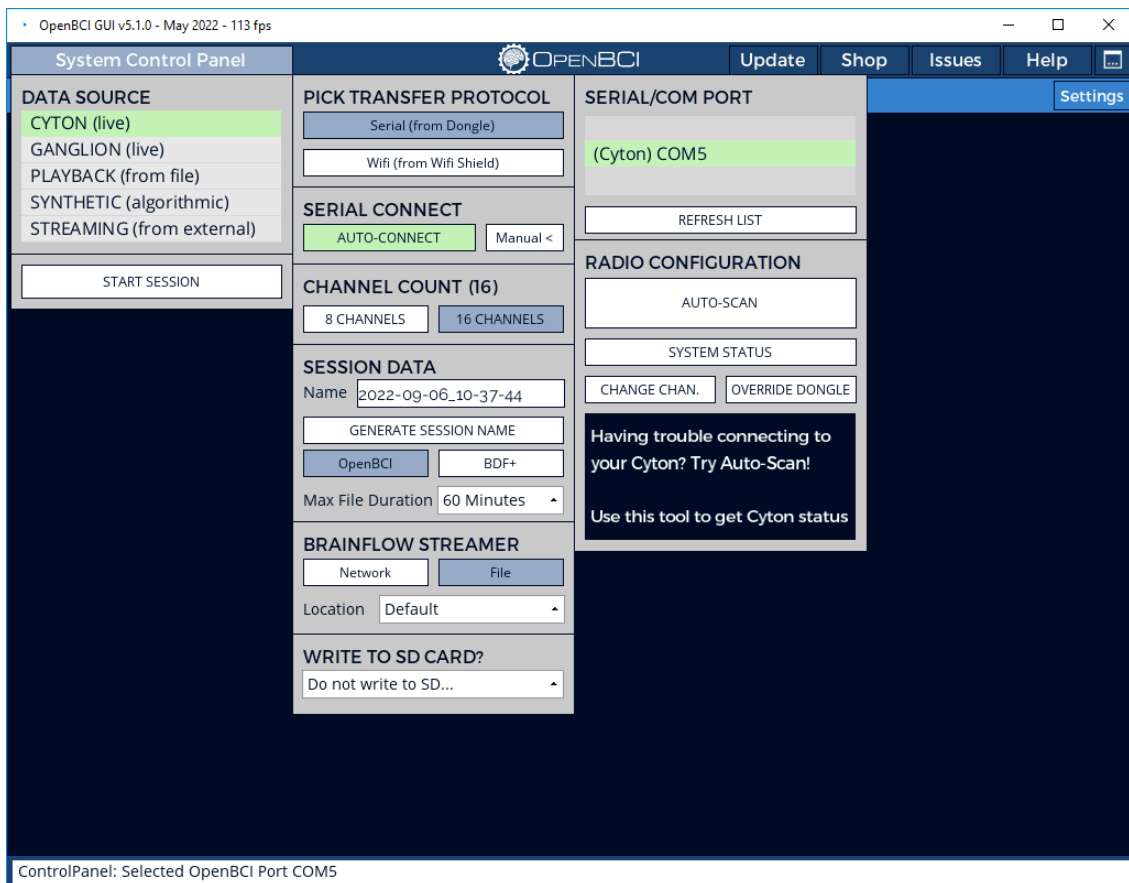 OpenBCI GUI v5.1.0 - May 2022 - 113 fps
System Control Panel
OPENBCI
Update
Shop
Issues
Help
Settings
DATA SOURCE
CYTON (live)
GANGLION (live)
PLAYBACK (from file)
SYNTHETIC (algorithmic)
STREAMING (from external)
START SESSION
PICK TRANSFER PROTOCOL
Serial (from Dongle)
Wifi (from Wifi Shield)
SERIAL CONNECT
AUTO-CONNECT
Manual <
CHANNEL COUNT (16)
8 CHANNELS
16 CHANNELS
SESSION DATA
Name 2022-09-06_10-37-44
GENERATE SESSION NAME
OpenBCI
BDF+
Max File Duration 60 Minutes
BRAINFLOW STREAMER
Network
File
Location Default
WRITE TO SD CARD?
Do not write to SD...
SERIAL/COM PORT
(Cyton) COM5
REFRESH LIST
RADIO CONFIGURATION
AUTO-SCAN
SYSTEM STATUS
CHANGE CHAN.
OVERRIDE DONGLE
Having trouble connecting to
your Cyton? Try Auto-Scan!
Use this tool to get Cyton status
ControlPanel: Selected OpenBCI Port COM5